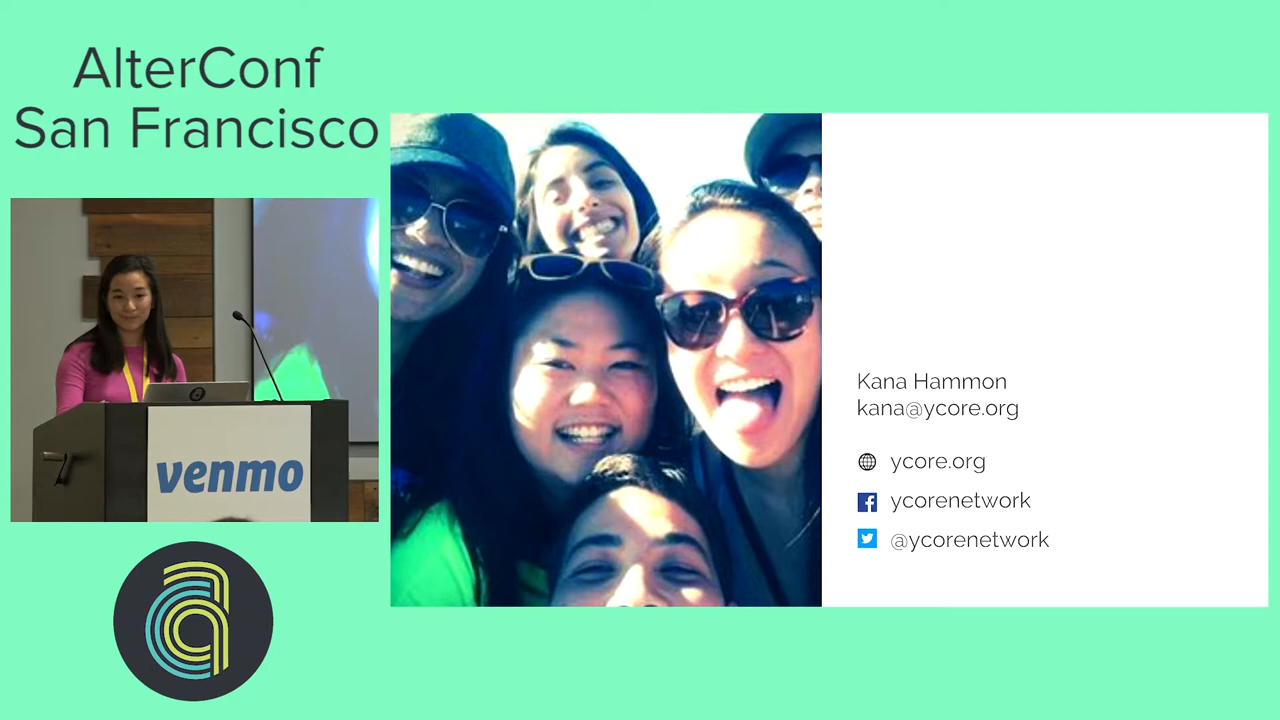 AlterConf
San Francisco
venmo
Kana Hammon
kana@ycore.org
ycore.org
ycorenetwork
@ycorenetwork